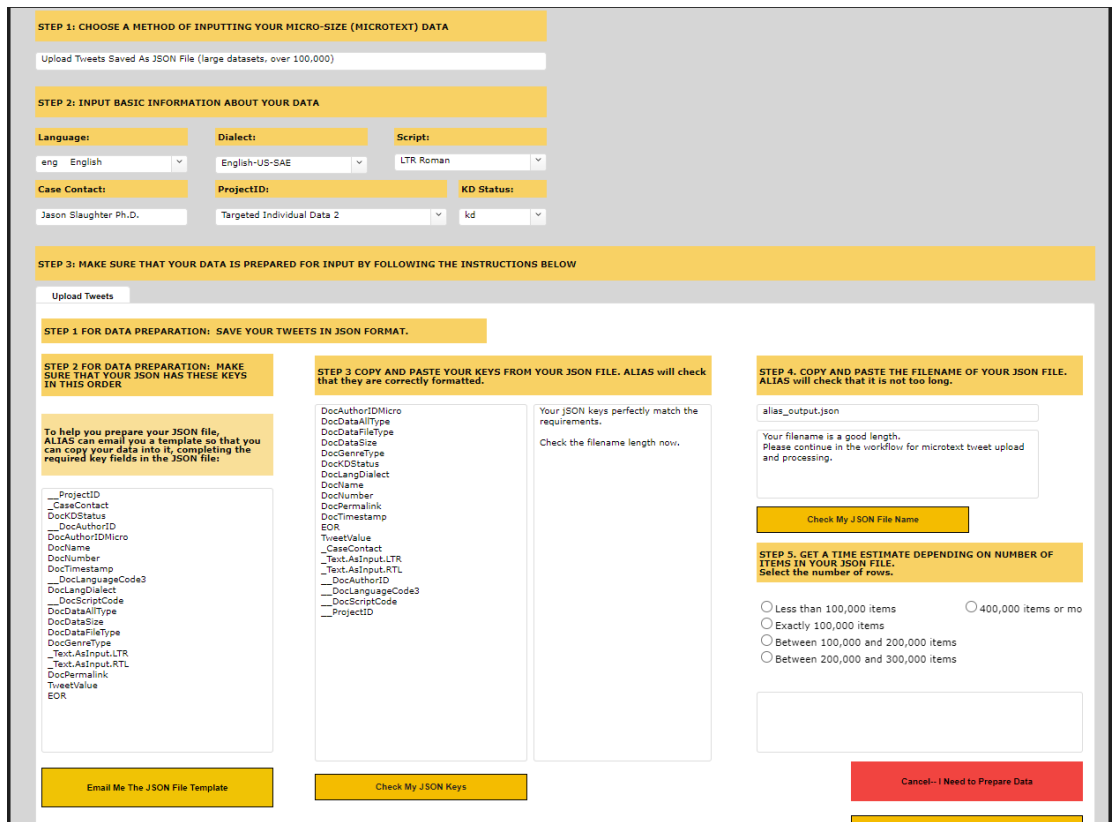 STEP 1: CHOOSE A METHOD OF INPUTTING YOUR MICRO-SIZE (MICROTEXT) DATA
Upload Tweets Saved As JSON File (large datasets, over 100,000)
STEP 2: INPUT BASIC INFORMATION ABOUT YOUR DATA
Language:
Dialect:
Script:
eng English
English-US-SAE
LTR Roman
Case Contact:
ProjectID:
KD Status:
Jason Slaughter Ph.D.
Targeted Individual Data 2
kd
STEP 3: MAKE SURE THAT YOUR DATA IS PREPARED FOR INPUT BY FOLLOWING THE INSTRUCTIONS BELOW
Upload Tweets
STEP 1 FOR DATA PREPARATION: SAVE YOUR TWEETS IN JSON FORMAT.
STEP 2 FOR DATA PREPARATION: MAKE
SURE THAT YOUR JSON HAS THESE KEYS
IN THIS ORDER
To help you prepare your JSON file,
ALIAS can email you a template so that you
can copy your data into it, completing the
required key fields in the JSON file:
__ProjectID
_CaseContact
DocKDStatus
__DocAuthorID
DocAuthorIDMicro
DocName
DocNumber
DocTimestamp
__DocLanguageCode3
DocLangDialect
__DocScriptCode
DocDataAllType
DocDataSize
DocDataFileType
DocGenreType
_Text.AsInput.LTR
_Text.AsInput.RTL
DocPermalink
TweetValue
EOR
Email Me The JSON File Template
STEP 3 COPY AND PASTE YOUR KEYS FROM YOUR JSON FILE. ALIAS will check
that they are correctly formatted.
DocAuthorIDMicro
DocDataAllType
DocDataFileType
DocDataSize
DocGenreType
DocKDStatus
DocLangDialect
DocName
DocNumber
DocPermalink
DocTimestamp
EOR
TweetValue
_CaseContact
_Text.AsInput.LTR
_Text.AsInput.RTL
__DocAuthorID
__DocLanguageCode3
__DocScriptCode
__ProjectID
Your jSON keys perfectly match the
requirements.
Check the filename length now.
Check My JSON Keys
STEP 4. COPY AND PASTE THE FILENAME OF YOUR JSON FILE.
ALIAS will check that it is not too long.
alias_output.json
Your filename is a good length.
Please continue in the workflow for microtext tweet upload
and processing.
Check My JSON File Name
STEP 5. GET A TIME ESTIMATE DEPENDING ON NUMBER OF
ITEMS IN YOUR JSON FILE.
Select the number of rows.
Less than 100,000 items
400,000 items or mo
Exactly 100,000 items
Between 100,000 and 200,000 items
Between 200,000 and 300,000 items
Cancel-- I Need to Prepare Data